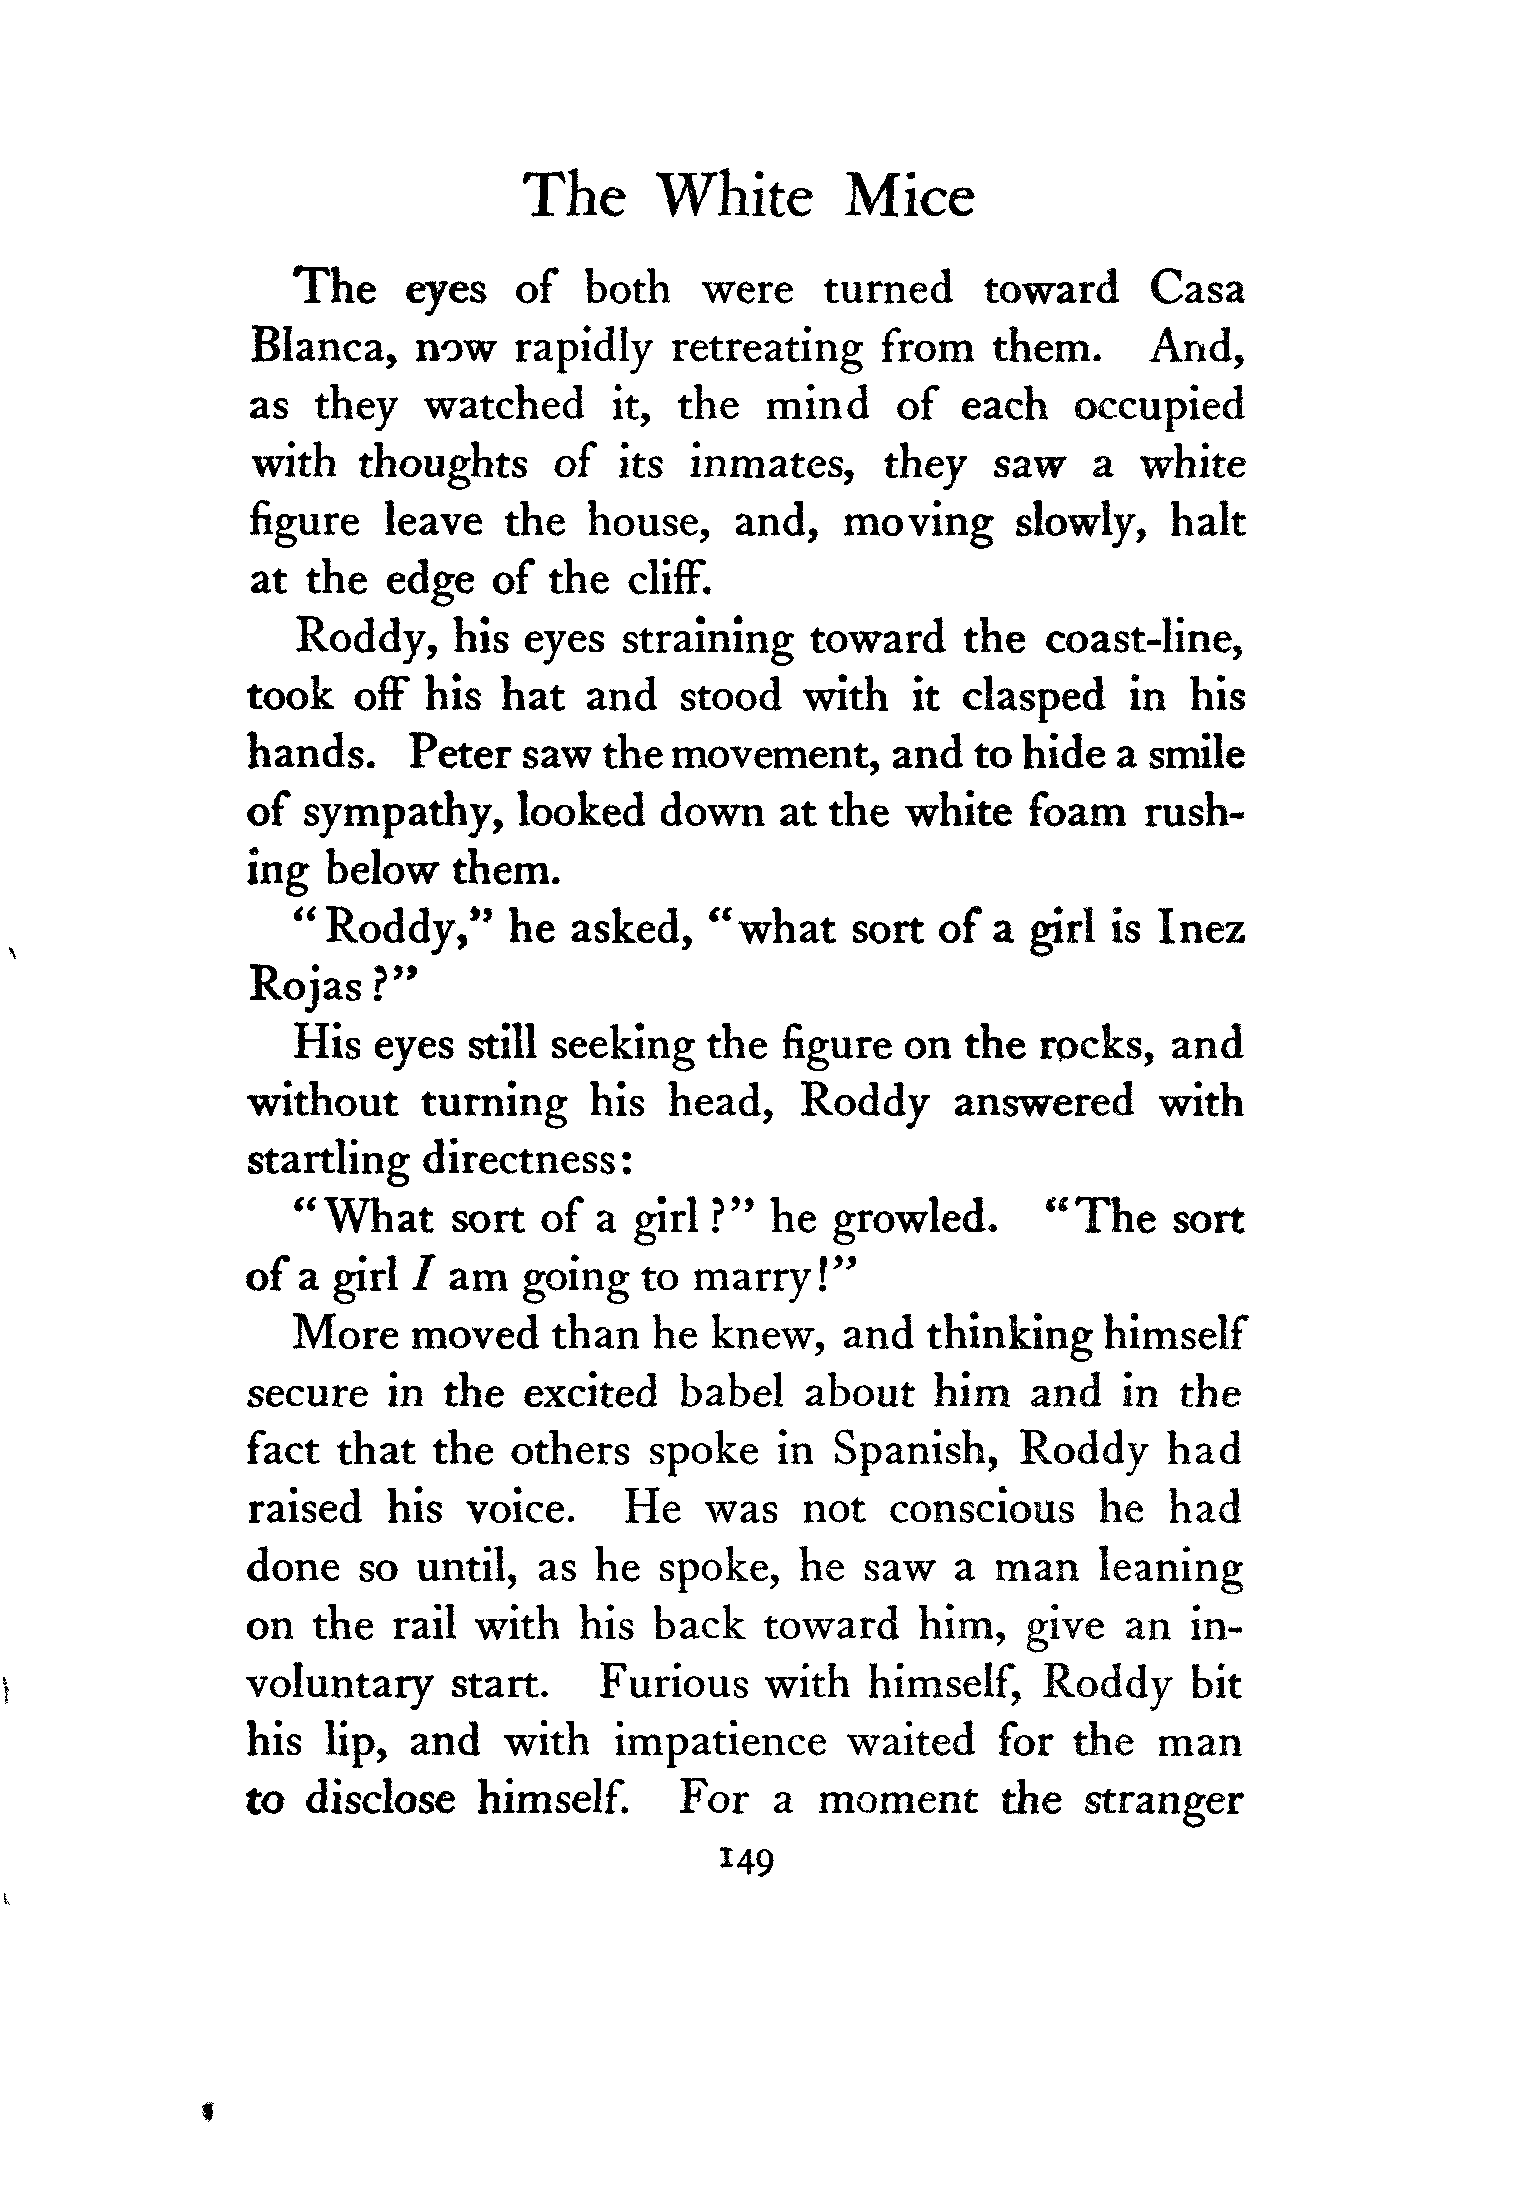 The White Mice
The eyes of both were turned toward Casa
Blanca, now rapidly retreating from them. And,
as they watched it, the mind of each occupied
with thoughts of its inmates, they saw a white
figure leave the house, and, moving slowly, halt
at the edge of the cliff.
Roddy, his eyes straining toward the coast-line,
took off his hat and stood with it clasped in his
hands. Peter saw the movement, and to hide a smile
of sympathy, looked down at the white foam rush-
ing below them.
"Roddy," he asked, "what sort of a girl is Inez
Rojas?"
His eyes still seeking the figure on the rocks, and
without turning his head, Roddy answered with
startling directness:
"What sort of a girl?" he growled. "The sort
of a girl I am going to marry!"
More moved than he knew, and thinking himself
secure in the excited babel about him and in the
fact that the others spoke in Spanish, Roddy had
raised his voice. He was not conscious he had
done so until, as he spoke, he saw a man leaning
on the rail with his back toward him, give an in-
voluntary start. Furious with himself, Roddy bit
his lip, and with impatience waited for the man
to disclose himself. For a moment the stranger
149